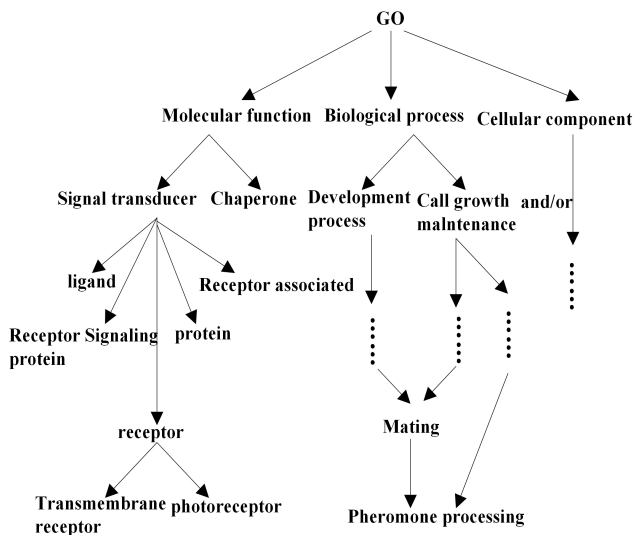 GO
Molecular function Biological process Cellular component
Signal transducer Chaperone Development process Call growth malntenance and/or
ligand
Receptor associated
Receptor Signaling protein
protein
receptor
Mating
Transmembrane receptor
photoreceptor
Pheromone processing